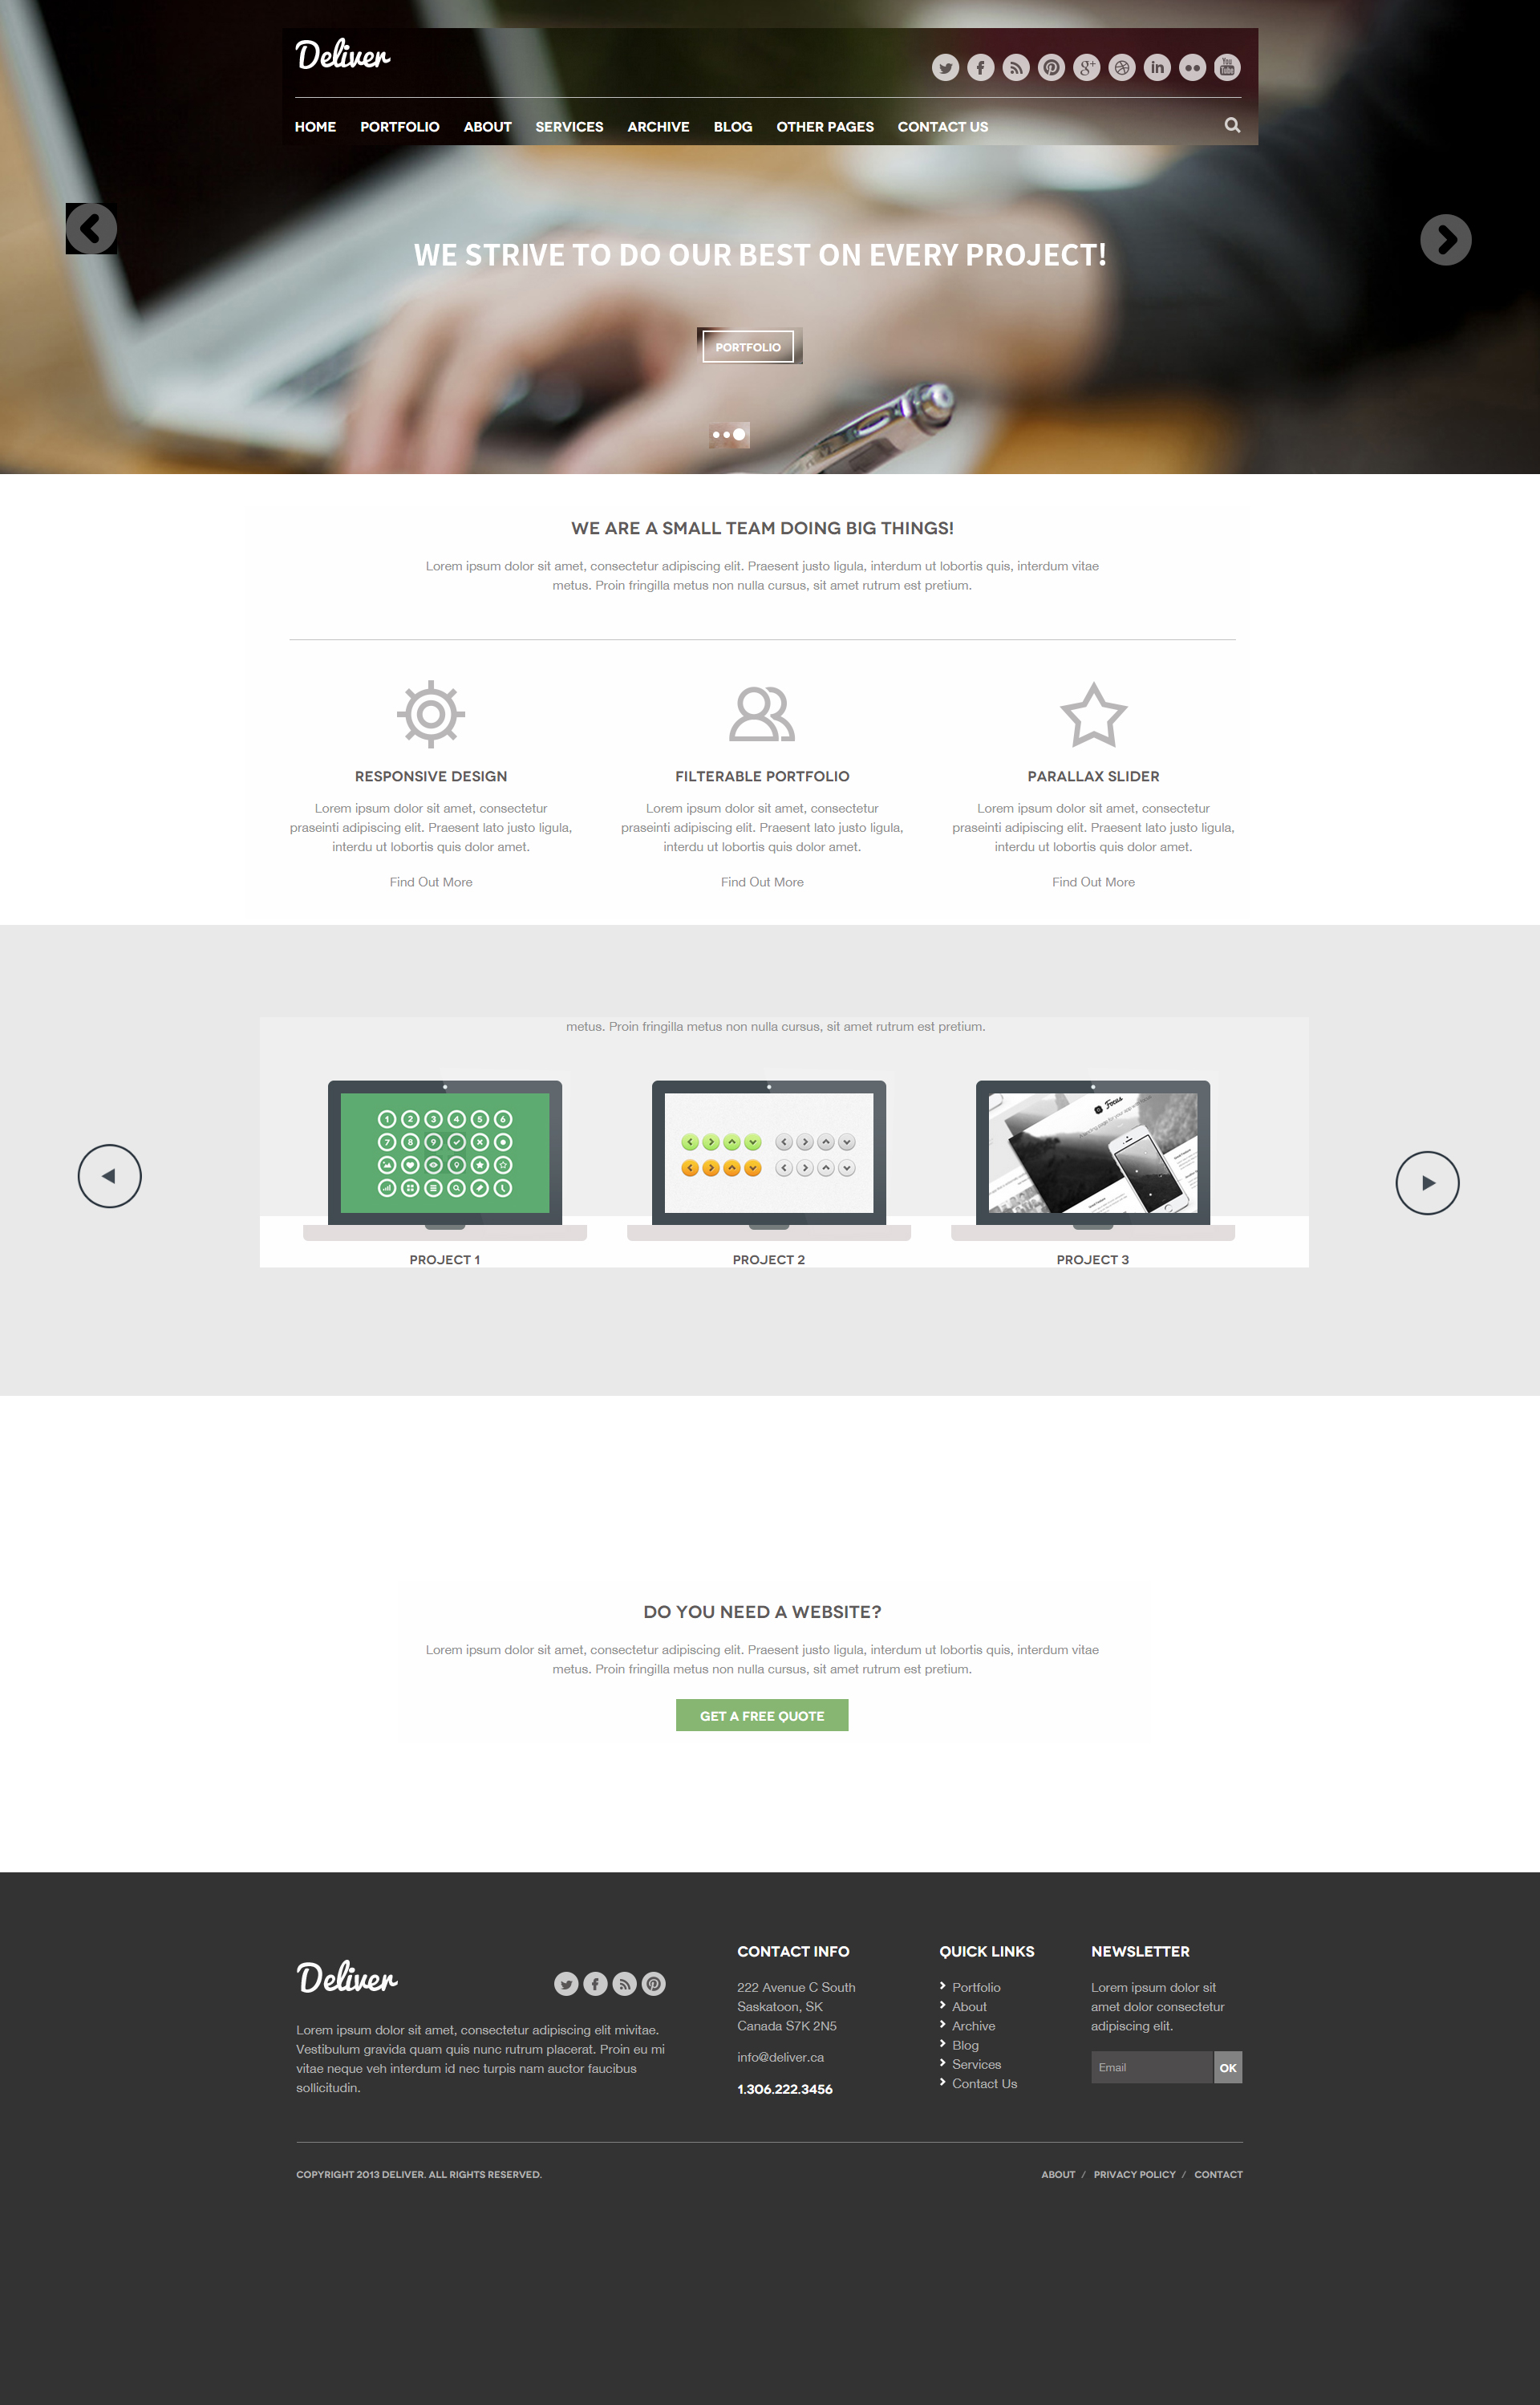 Deliver
HOME PORTFOLIO ABOUT SERVICES ARCHIVE BLOG OTHER PAGES CONTACT US
WE STRIVE TO DO OUR BEST ON EVERY PROJECT!
PORTFOLIO
WE ARE A SMALL TEAM DOING BIG THINGS!
Lorem ipsum dolor sit amet, consectetur adipiscing elit. Praesent justo ligula, interdum ut lobortis quis, interdum vitae
metus. Proin fringilla metus non nulla cursus, sit amet rutrum est pretium.
RESPONSIVE DESIGN
Lorem ipsum dolor sit amet, consectetur
praseinti adipiscing elit. Praesent lato justo ligula,
interdu ut lobortis quis dolor amet.
Find Out More
FILTERABLE PORTFOLIO
Lorem ipsum dolor sit amet, consectetur
praseinti adipiscing elit. Praesent lato justo ligula,
interdu ut lobortis quis dolor amet.
Find Out More
PARALLAX SLIDER
Lorem ipsum dolor sit amet, consectetur
praseinti adipiscing elit. Praesent lato justo ligula,
interdu ut lobortis quis dolor amet.
Find Out More
metus. Proin fringilla metus non nulla cursus, sit amet rutrum est pretium.
1 2 3 4 5 6
7 8 9
Focus
PROJECT 1
PROJECT 2
PROJECT 3
DO YOU NEED A WEBSITE?
Lorem ipsum dolor sit amet, consectetur adipiscing elit. Praesent justo ligula, interdum ut lobortis quis, interdum vitae
metus. Proin fringilla metus non nulla cursus, sit amet rutrum est pretium.
GET A FREE QUOTE
Deliver
Lorem ipsum dolor sit amet, consectetur adipiscing elit mivitae.
Vestibulum gravida quam quis nunc rutrum placerat. Proin eu mi
vitae neque veh interdum id nec turpis nam auctor faucibus
sollicitudin.
CONTACT INFO
222 Avenue C South
Saskatoon, SK
Canada S7K 2N5
info@deliver.ca
1.306.222.3456
QUICK LINKS
Portfolio
About
Archive
Blog
Services
Contact Us
NEWSLETTER
Lorem ipsum dolor sit
amet dolor consectetur
adipiscing elit.
Email OK
COPYRIGHT 2013 DELIVER. ALL RIGHTS RESERVED.
ABOUT / PRIVACY POLICY / CONTACT